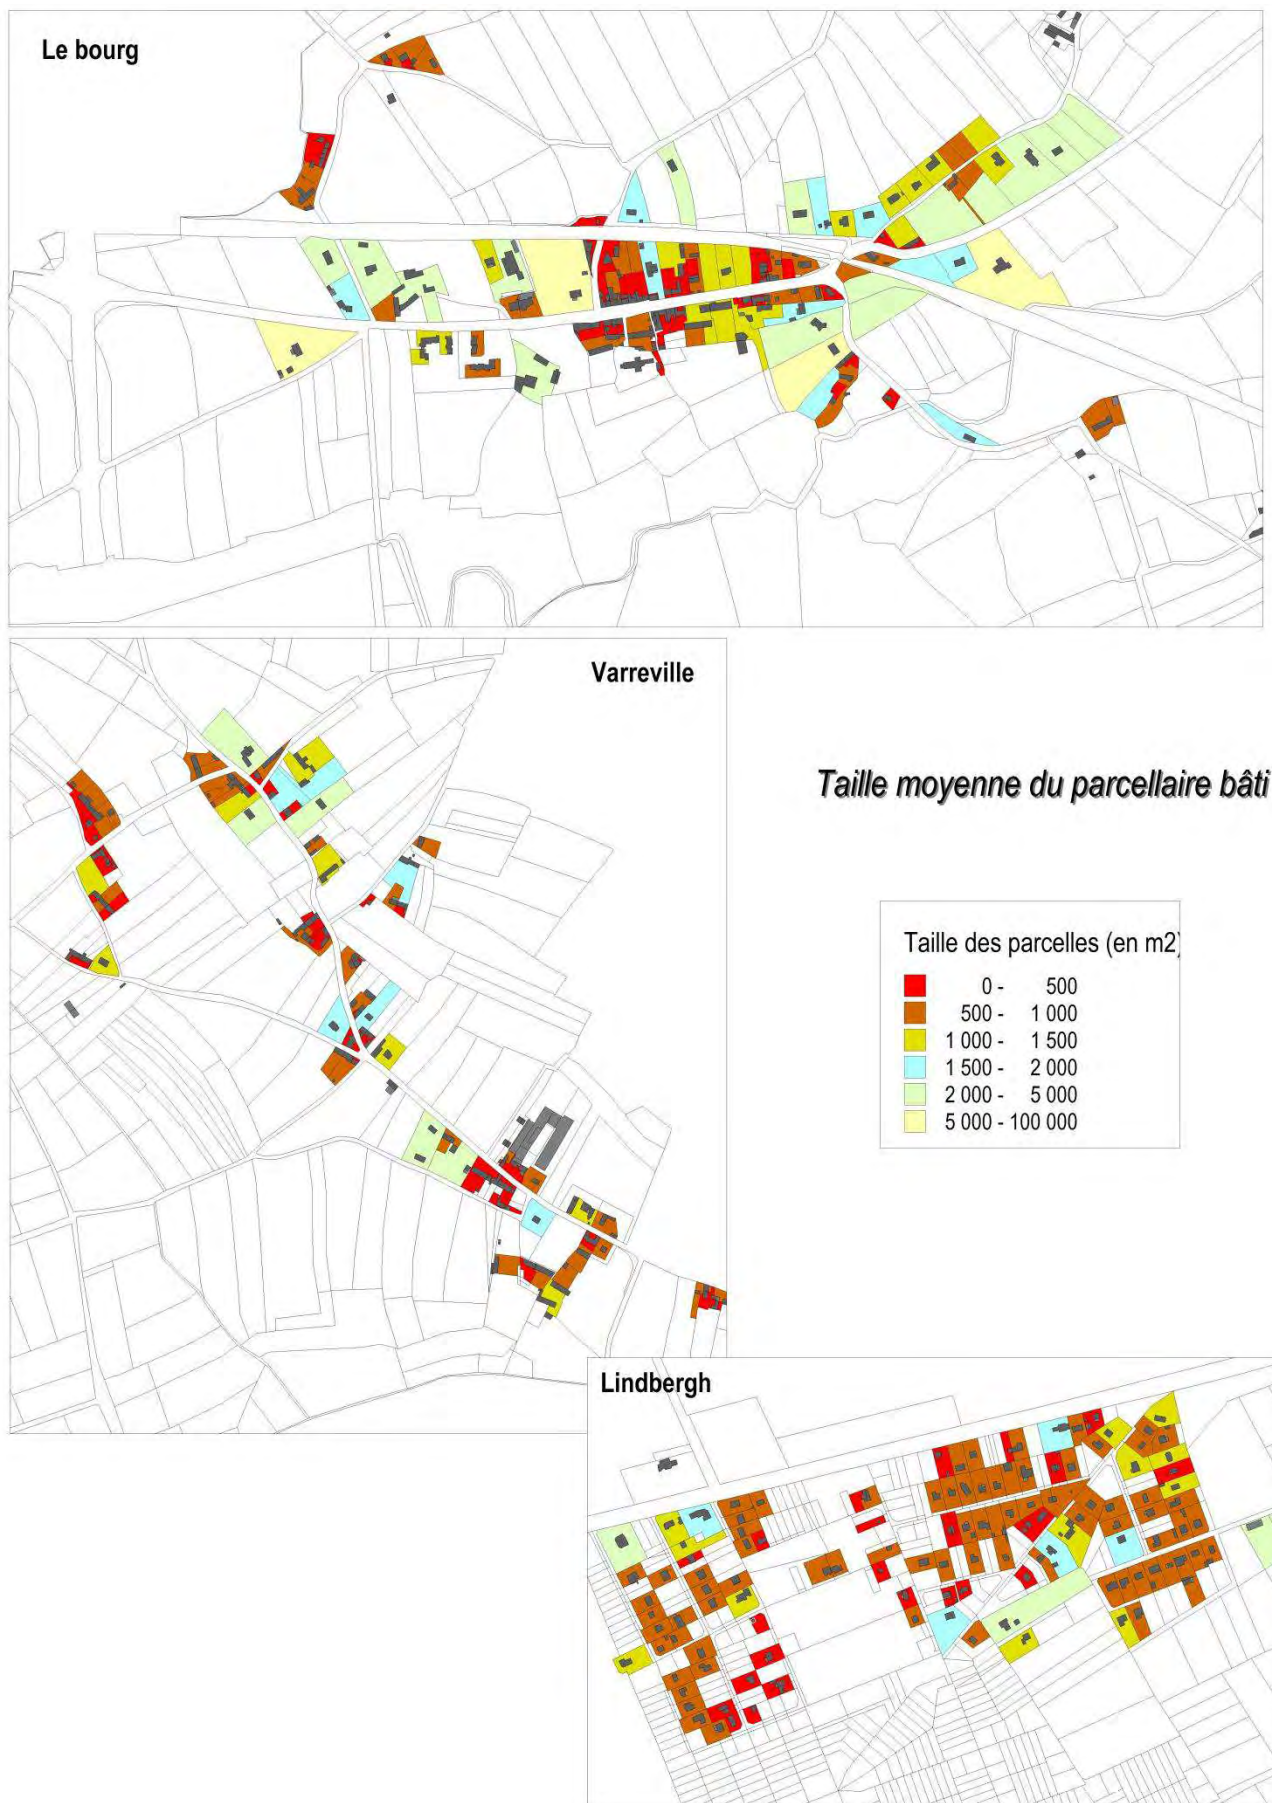 Le bourg
Varreville
Taille moyenne du parcellaire bâti
Taille des parcelles (en m2)
0 - 500
500 - 1 000
1 000 - 1 500
1 500 - 2 000
2 000 - 5 000
5 000 - 100 000
Lindbergh